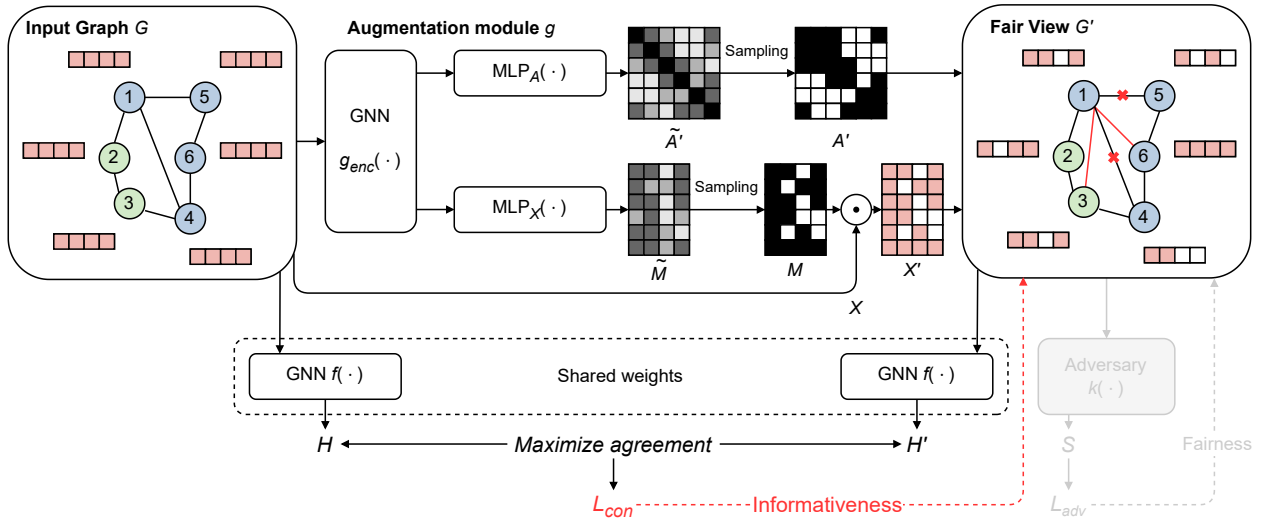 Input Graph G
Augmentation module g
Fair View G'
1
5
2
6
3
4
GNN
g_enc(·)
MLP_A(·)
Ã'
Sampling
A'
MLP_X(·)
M̃
Sampling
M
X'
X
1
5
2
6
3
4
GNN f(·)
Shared weights
GNN f(·)
Adversary
k(·)
H
Maximize agreement
H'
S
Fairness
L_con
Informativeness
L_adv